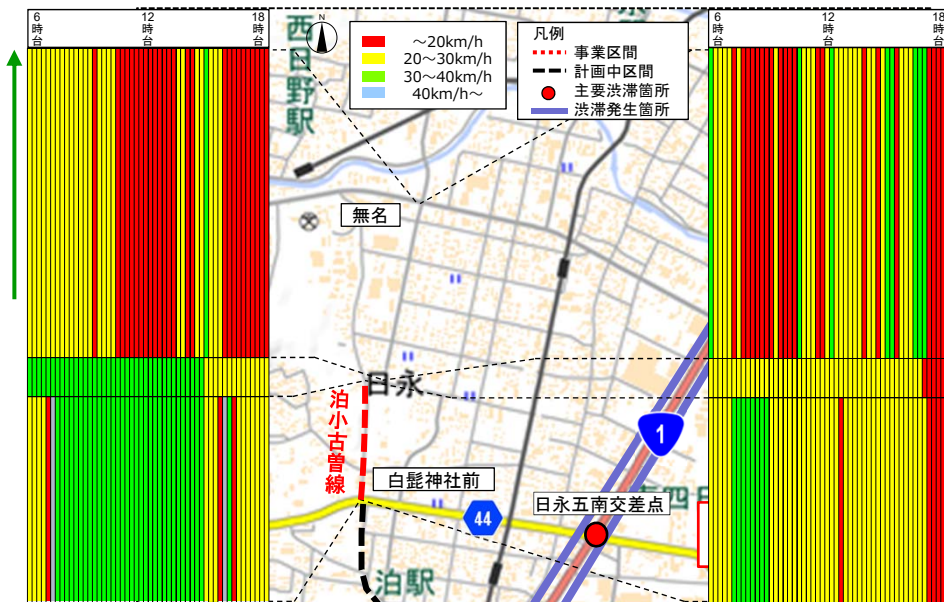 6
時
台
12
時
台
18
時
台
西日野駅
N
～20km/h
20～30km/h
30～40km/h
40km/h～
凡例
事業区間
計画中区間
主要渋滞箇所
渋滞発生箇所
6
時
台
12
時
台
18
時
台
無名
日永
泊小古曽線
1
白髭神社前
44
日永五南交差点
泊駅